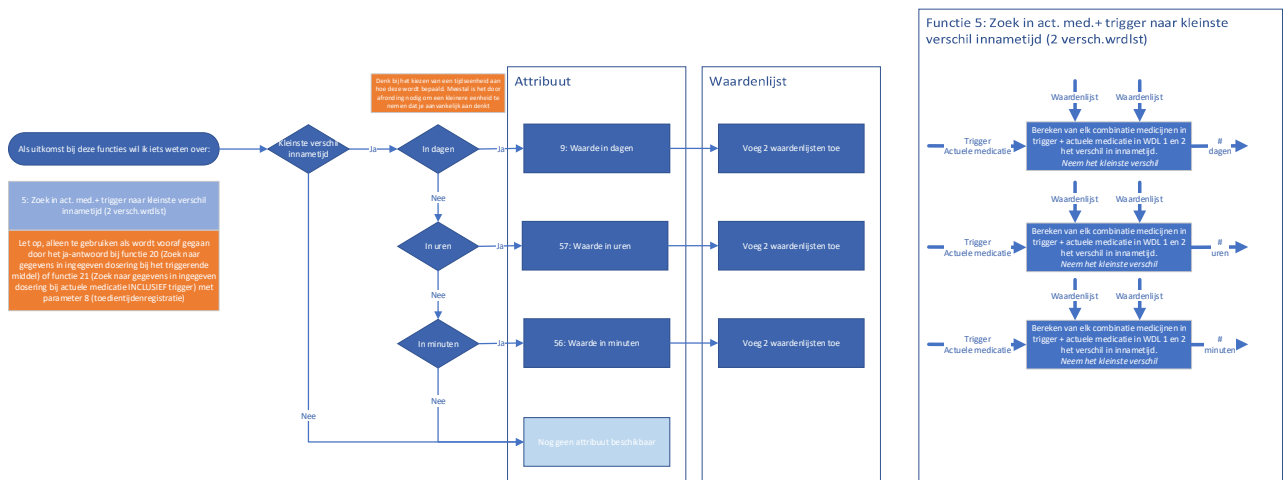 Als uitkomst bij deze functies wil ik iets weten over:
5: Zoek in act. med.+ trigger naar kleinste verschil
innametijd (2 versch.wrdlst)
Let op, alleen te gebruiken als wordt vooraf gegaan
door het ja-antwoord bij functie 20 (Zoek naar
gegevens in ingegeven dosering bij het triggerende
middel) of functie 21 (Zoek naar gegevens in ingegeven
dosering bij actuele medicatie INCLUSIEF trigger) met
parameter 8 (toedientijdenregistratie)
Kleinste verschil
innametijd
Ja
Nee
Denk bij het kiezen van een tijdseenheid aan
hoe deze wordt bepaald. Meestal is het door
afronding nodig om een kleinere eenheid te
nemen dat je aanvankelijk aan denkt
In dagen
Ja
Nee
In uren
Ja
Nee
In minuten
Ja
Nee
Attribuut
9: Waarde in dagen
57: Waarde in uren
56: Waarde in minuten
Nog geen attribuut beschikbaar
Waardenlijst
Voeg 2 waardenlijsten toe
Voeg 2 waardenlijsten toe
Voeg 2 waardenlijsten toe
Functie 5: Zoek in act. med.+ trigger naar kleinste
verschil innametijd (2 versch.wrdlst)
Waardenlijst
Waardenlijst
Trigger
Actuele medicatie
Bereken van elk combinatie medicijnen in
trigger + actuele medicatie in WDL 1 en 2
het verschil in innametijd.
Neem het kleinste verschil
#
dagen
Waardenlijst
Waardenlijst
Trigger
Actuele medicatie
Bereken van elk combinatie medicijnen in
trigger + actuele medicatie in WDL 1 en 2
het verschil in innametijd.
Neem het kleinste verschil
#
uren
Waardenlijst
Waardenlijst
Trigger
Actuele medicatie
Bereken van elk combinatie medicijnen in
trigger + actuele medicatie in WDL 1 en 2
het verschil in innametijd.
Neem het kleinste verschil
#
minuten